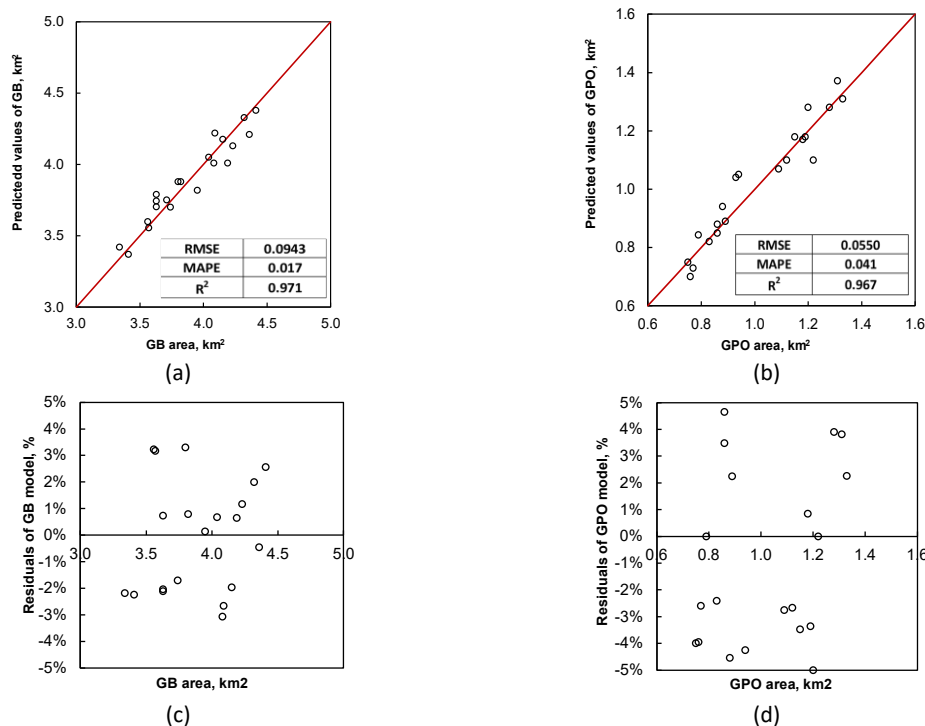 5.0
4.5
4.0
3.5
3.0
3.0 3.5 4.0 4.5 5.0
Predictedd values of GB, km²
GB area, km²
RMSE 0.0943
MAPE 0.017
R² 0.971
(a)
1.6
1.4
1.2
1.0
0.8
0.6
0.6 0.8 1.0 1.2 1.4 1.6
Predicted values of GPO, km²
GPO area, km²
RMSE 0.0550
MAPE 0.041
R² 0.967
(b)
5%
4%
3%
2%
1%
0%
-1%
-2%
-3%
-4%
-5%
3.0 3.5 4.0 4.5 5.0
Residuals of GB model, %
GB area, km2
(c)
5%
4%
3%
2%
1%
0%
-1%
-2%
-3%
-4%
-5%
0.6 0.8 1.0 1.2 1.4 1.6
Residuals of GPO model, %
GPO area, km2
(d)